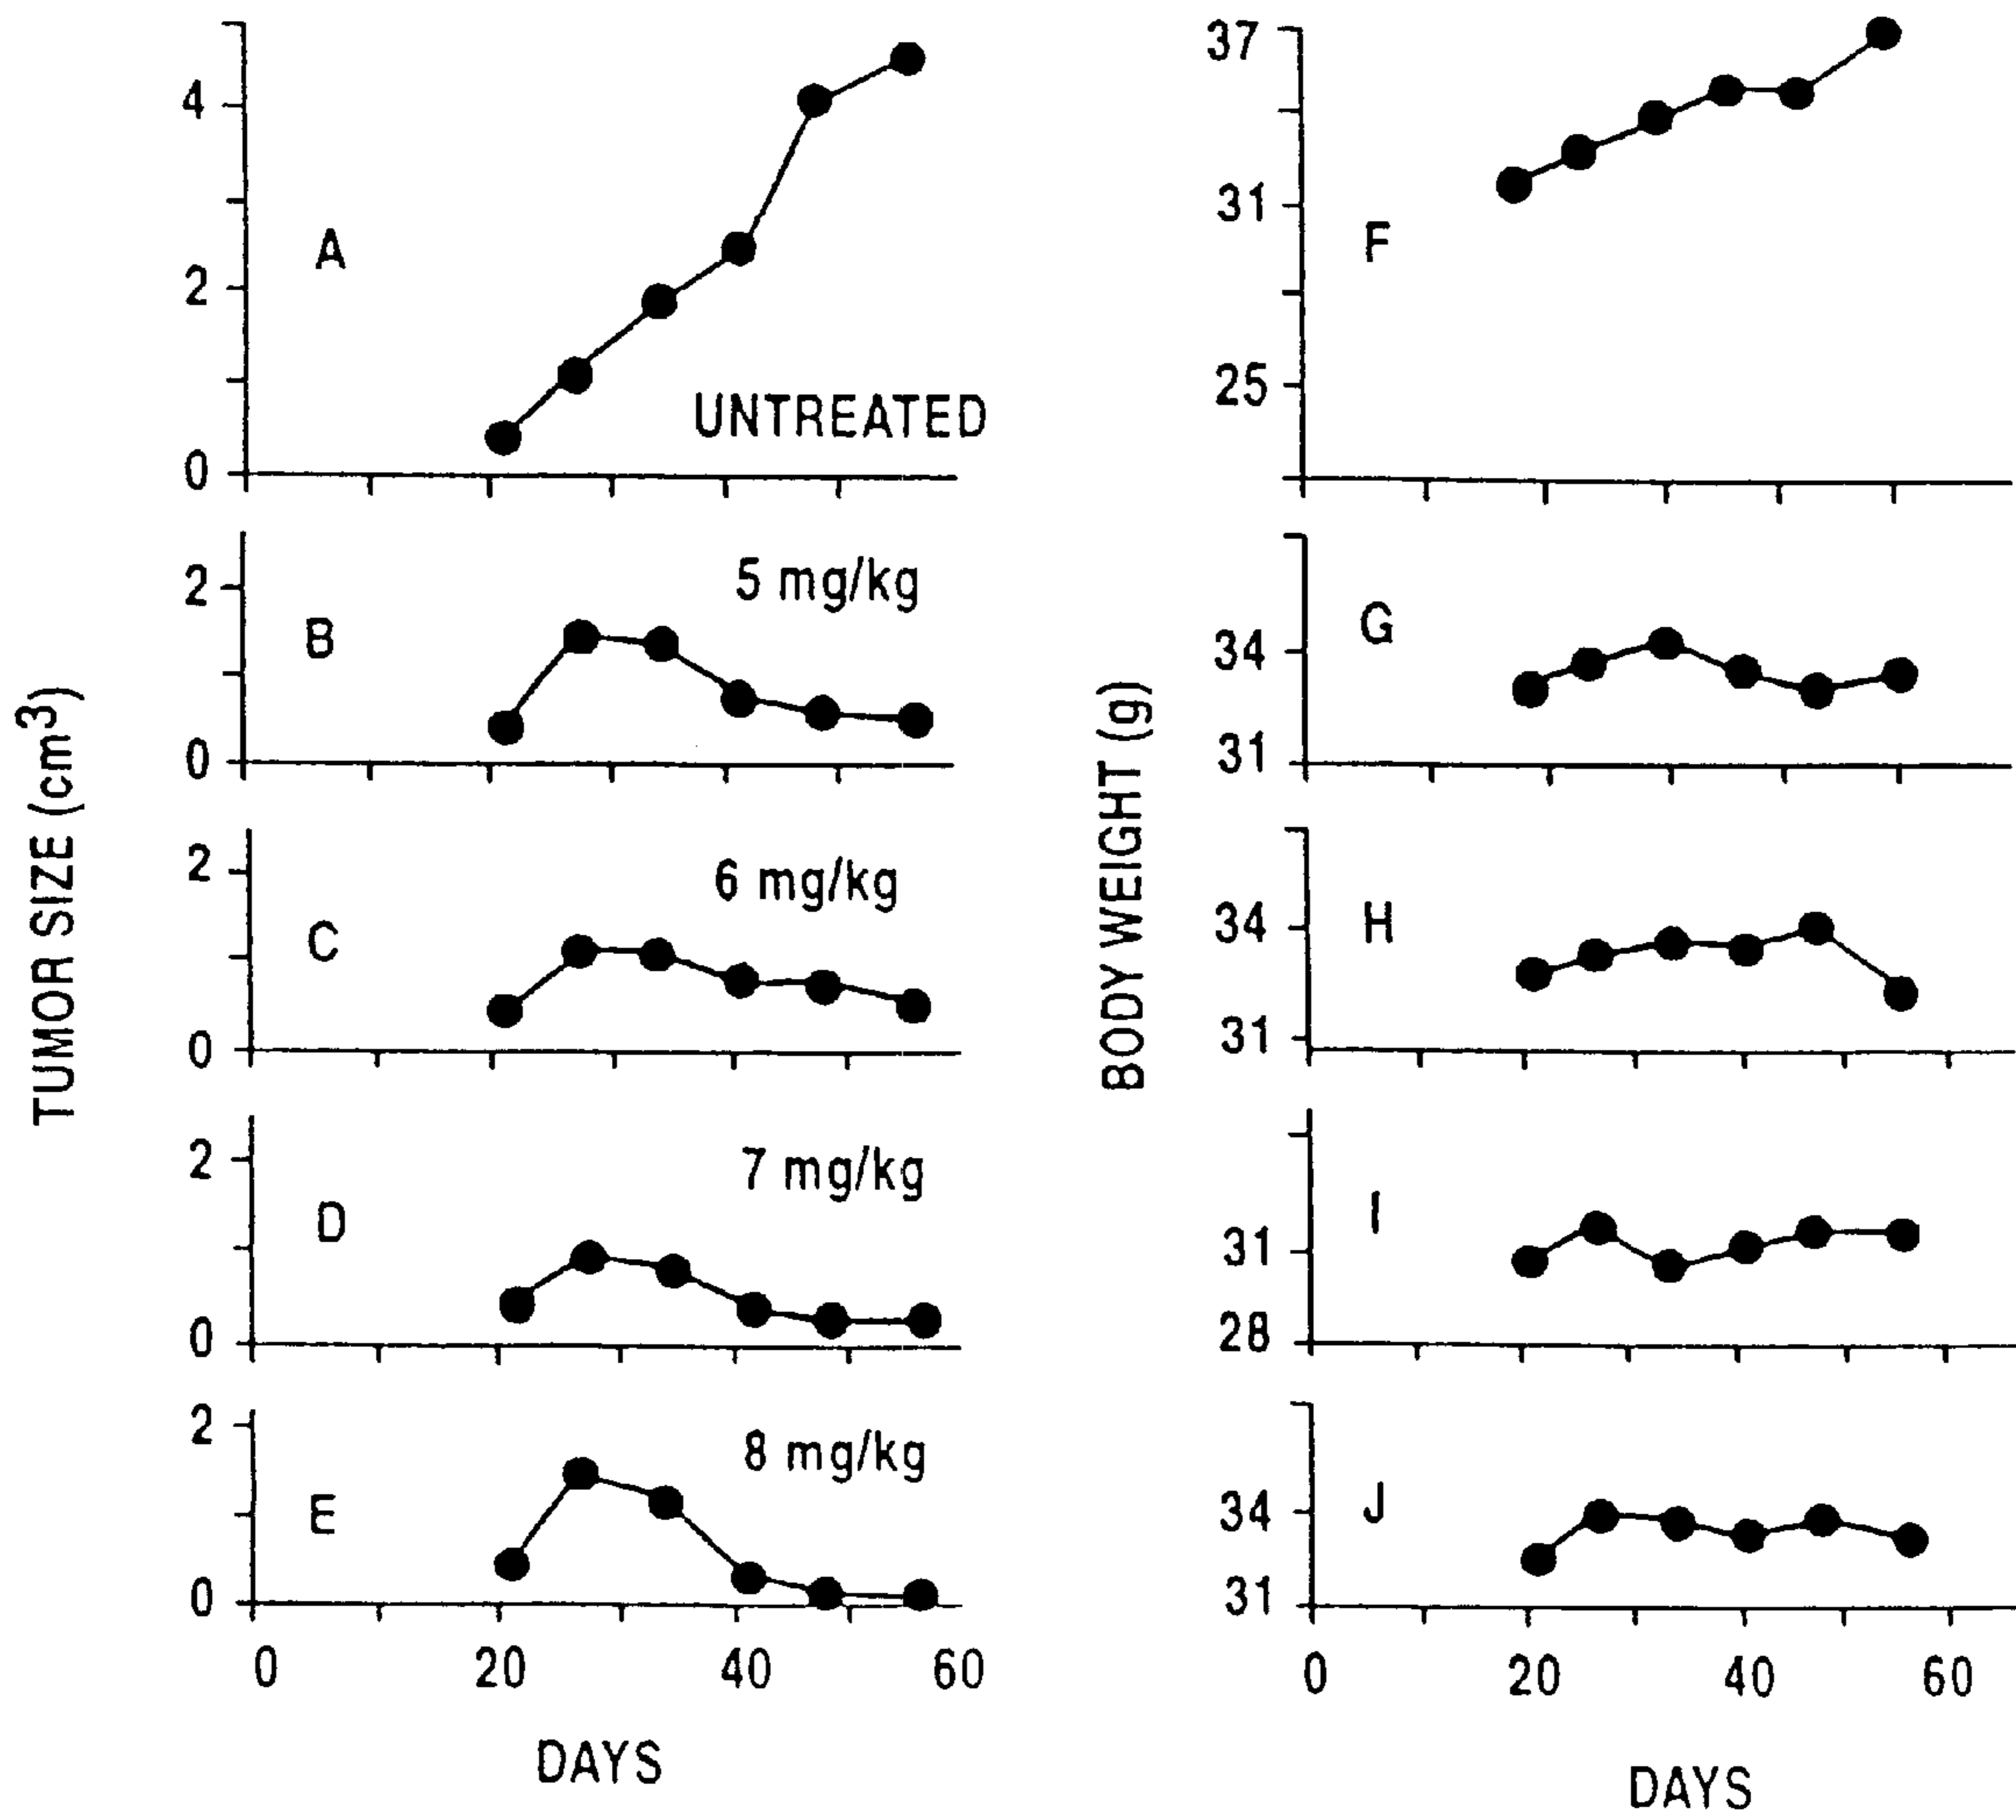 TUMOR SIZE (cm3)
4
2
0
A
UNTREATED
2
0
B
5 mg/kg
2
0
C
6 mg/kg
2
0
D
7 mg/kg
2
0
E
8 mg/kg
0 20 40 60
DAYS
BODY WEIGHT (g)
37
31
25
F
34
31
G
34
31
H
31
28
I
34
31
J
0 20 40 60
DAYS